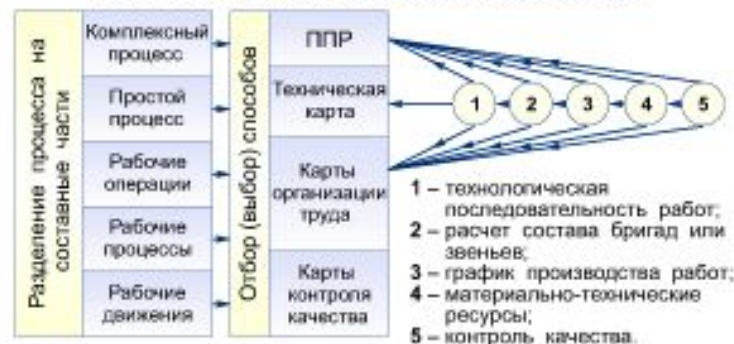 Разделение процесса на
составные части
Комплексный
процесс
Простой
процесс
Рабочие
операции
Рабочие
процессы
Рабочие
движения
Отбор (выбор) способов
ППР
Техническая
карта
Карты
организации
труда
Карты
контроля
качества
1 2 3 4 5
1 – технологическая
последовательность работ;
2 – расчет состава бригад или
звеньев;
3 – график производства работ;
4 – материально-технические
ресурсы;
5 – контроль качества.